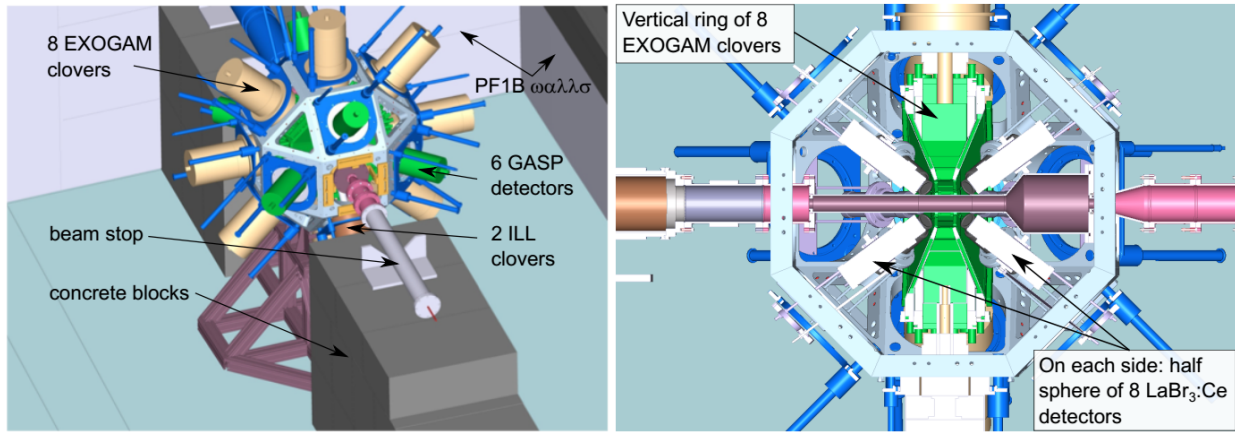 8 EXOGAM
clovers
PF1B ωαλλσ
6 GASP
detectors
beam stop
2 ILL
clovers
concrete blocks
Vertical ring of 8
EXOGAM clovers
On each side: half
sphere of 8 LaBr₃:Ce
detectors